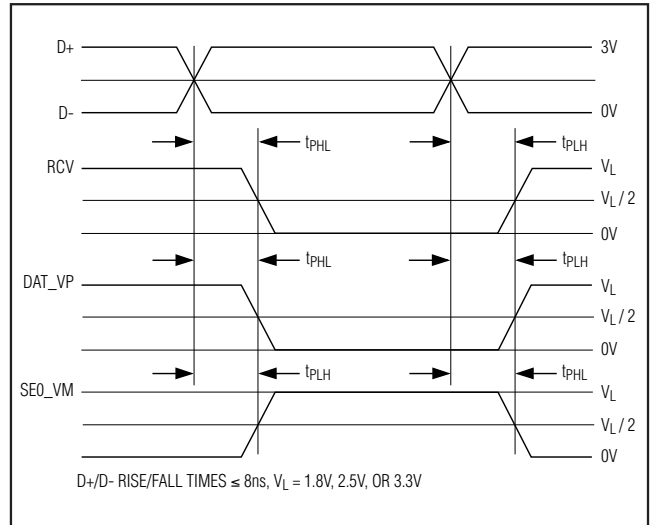 D+ 3V
D- 0V
tPHL tPLH
RCV VL
VL / 2
0V
tPHL tPLH
DAT_VP VL
VL / 2
0V
tPLH tPHL
SE0_VM VL
VL / 2
0V
D+/D- RISE/FALL TIMES ≤ 8ns, VL = 1.8V, 2.5V, OR 3.3V